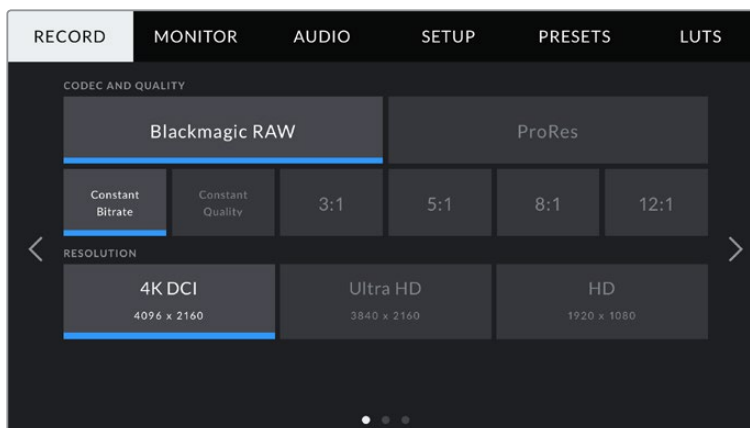 RECORD MONITOR AUDIO SETUP PRESETS LUTS
CODEC AND QUALITY
Blackmagic RAW ProRes
Constant Bitrate Constant Quality 3:1 5:1 8:1 12:1
RESOLUTION
4K DCI Ultra HD HD
4096 x 2160 3840 x 2160 1920 x 1080